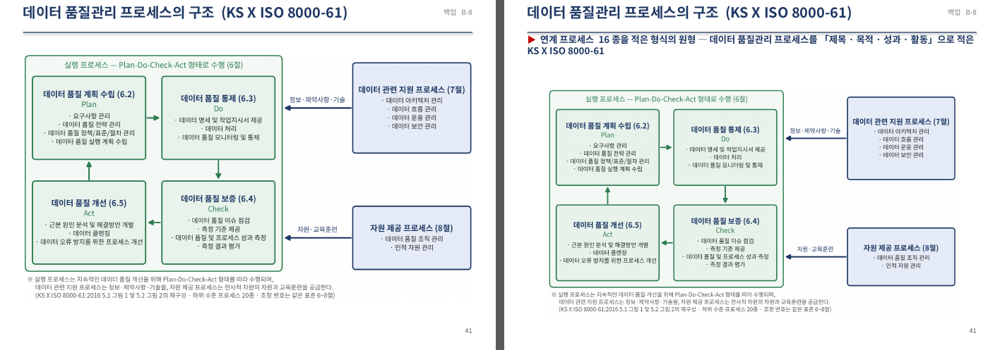 데이터 품질관리 프로세스의 구조 (KS X ISO 8000-61)
백업 B-8
실행 프로세스 — Plan-Do-Check-Act 형태로 수행 (6절)
데이터 품질 계획 수립 (6.2)
Plan
· 요구사항 관리
· 데이터 품질 전략 관리
· 데이터 품질 정책/표준/절차 관리
· 데이터 품질 실행 계획 수립
데이터 품질 통제 (6.3)
Do
· 데이터 명세 및 작업지시서 제공
· 데이터 처리
· 데이터 품질 모니터링 및 통제
정보·제약사항·기술
데이터 관련 지원 프로세스 (7절)
· 데이터 아키텍처 관리
· 데이터 흐름 관리
· 데이터 운용 관리
· 데이터 보안 관리
데이터 품질 개선 (6.5)
Act
· 근본 원인 분석 및 해결방안 개발
· 데이터 클렌징
· 데이터 오류 방지를 위한 프로세스 개선
데이터 품질 보증 (6.4)
Check
· 데이터 품질 이슈 점검
· 측정 기준 제공
· 데이터 품질 및 프로세스 성과 측정
· 측정 결과 평가
자원·교육훈련
자원 제공 프로세스 (8절)
· 데이터 품질 조직 관리
· 인적 자원 관리
※ 실행 프로세스는 지속적인 데이터 품질 개선을 위해 Plan-Do-Check-Act 형태를 따라 수행되며,
데이터 관련 지원 프로세스는 정보·제약사항·기술을, 자원 제공 프로세스는 전사적 차원의 자원과 교육훈련을 공급한다.
(KS X ISO 8000-61:2016 5.1 그림 1 및 5.2 그림 2의 재구성 · 하위 수준 프로세스 20종 · 조항 번호는 같은 표준 6~8절)
41
데이터 품질관리 프로세스의 구조 (KS X ISO 8000-61)
백업 B-8
▶ 연계 프로세스 16 종을 적은 형식의 원형 — 데이터 품질관리 프로세스를 「제목 · 목적 · 성과 · 활동」으로 적은
KS X ISO 8000-61
실행 프로세스 — Plan-Do-Check-Act 형태로 수행 (6절)
데이터 품질 계획 수립 (6.2)
Plan
· 요구사항 관리
· 데이터 품질 전략 관리
· 데이터 품질 정책/표준/절차 관리
· 데이터 품질 실행 계획 수립
데이터 품질 통제 (6.3)
Do
· 데이터 명세 및 작업지시서 제공
· 데이터 처리
· 데이터 품질 모니터링 및 통제
정보·제약사항·기술
데이터 관련 지원 프로세스 (7절)
· 데이터 아키텍처 관리
· 데이터 흐름 관리
· 데이터 운용 관리
· 데이터 보안 관리
데이터 품질 개선 (6.5)
Act
· 근본 원인 분석 및 해결방안 개발
· 데이터 클렌징
· 데이터 오류 방지를 위한 프로세스 개선
데이터 품질 보증 (6.4)
Check
· 데이터 품질 이슈 점검
· 측정 기준 제공
· 데이터 품질 및 프로세스 성과 측정
· 측정 결과 평가
자원·교육훈련
자원 제공 프로세스 (8절)
· 데이터 품질 조직 관리
· 인적 자원 관리
※ 실행 프로세스는 지속적인 데이터 품질 개선을 위해 Plan-Do-Check-Act 형태를 따라 수행되며,
데이터 관련 지원 프로세스는 정보·제약사항·기술을, 자원 제공 프로세스는 전사적 차원의 자원과 교육훈련을 공급한다.
(KS X ISO 8000-61:2016 5.1 그림 1 및 5.2 그림 2의 재구성 · 하위 수준 프로세스 20종 · 조항 번호는 같은 표준 6~8절)
41